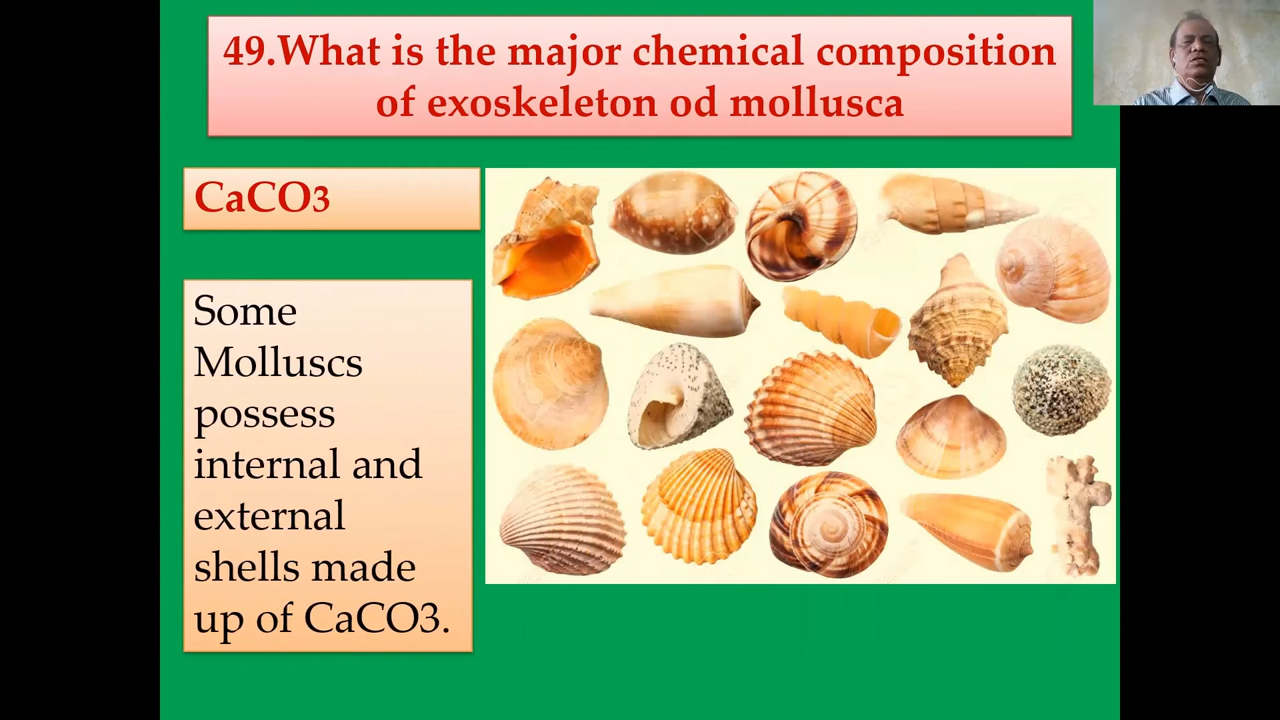 49.What is the major chemical composition
of exoskeleton od mollusca
CaCO3
Some
Molluscs
possess
internal and
external
shells made
up of CaCO3.